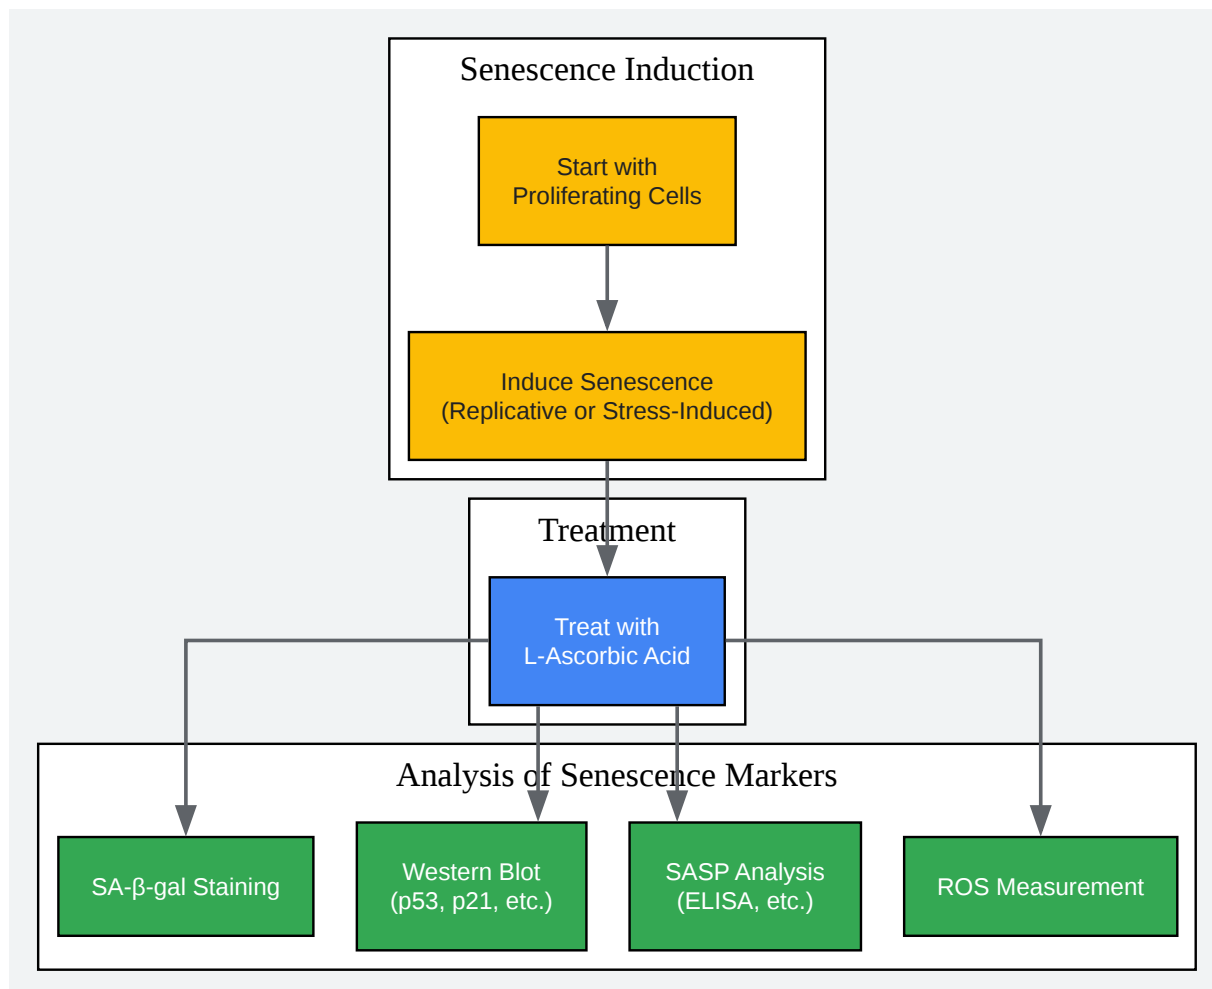 Senescence Induction
Start with
Proliferating Cells
Induce Senescence
(Replicative or Stress-Induced)
Treatment
Treat with
L-Ascorbic Acid
Analysis of Senescence Markers
SA-β-gal Staining
Western Blot
(p53, p21, etc.)
SASP Analysis
(ELISA, etc.)
ROS Measurement